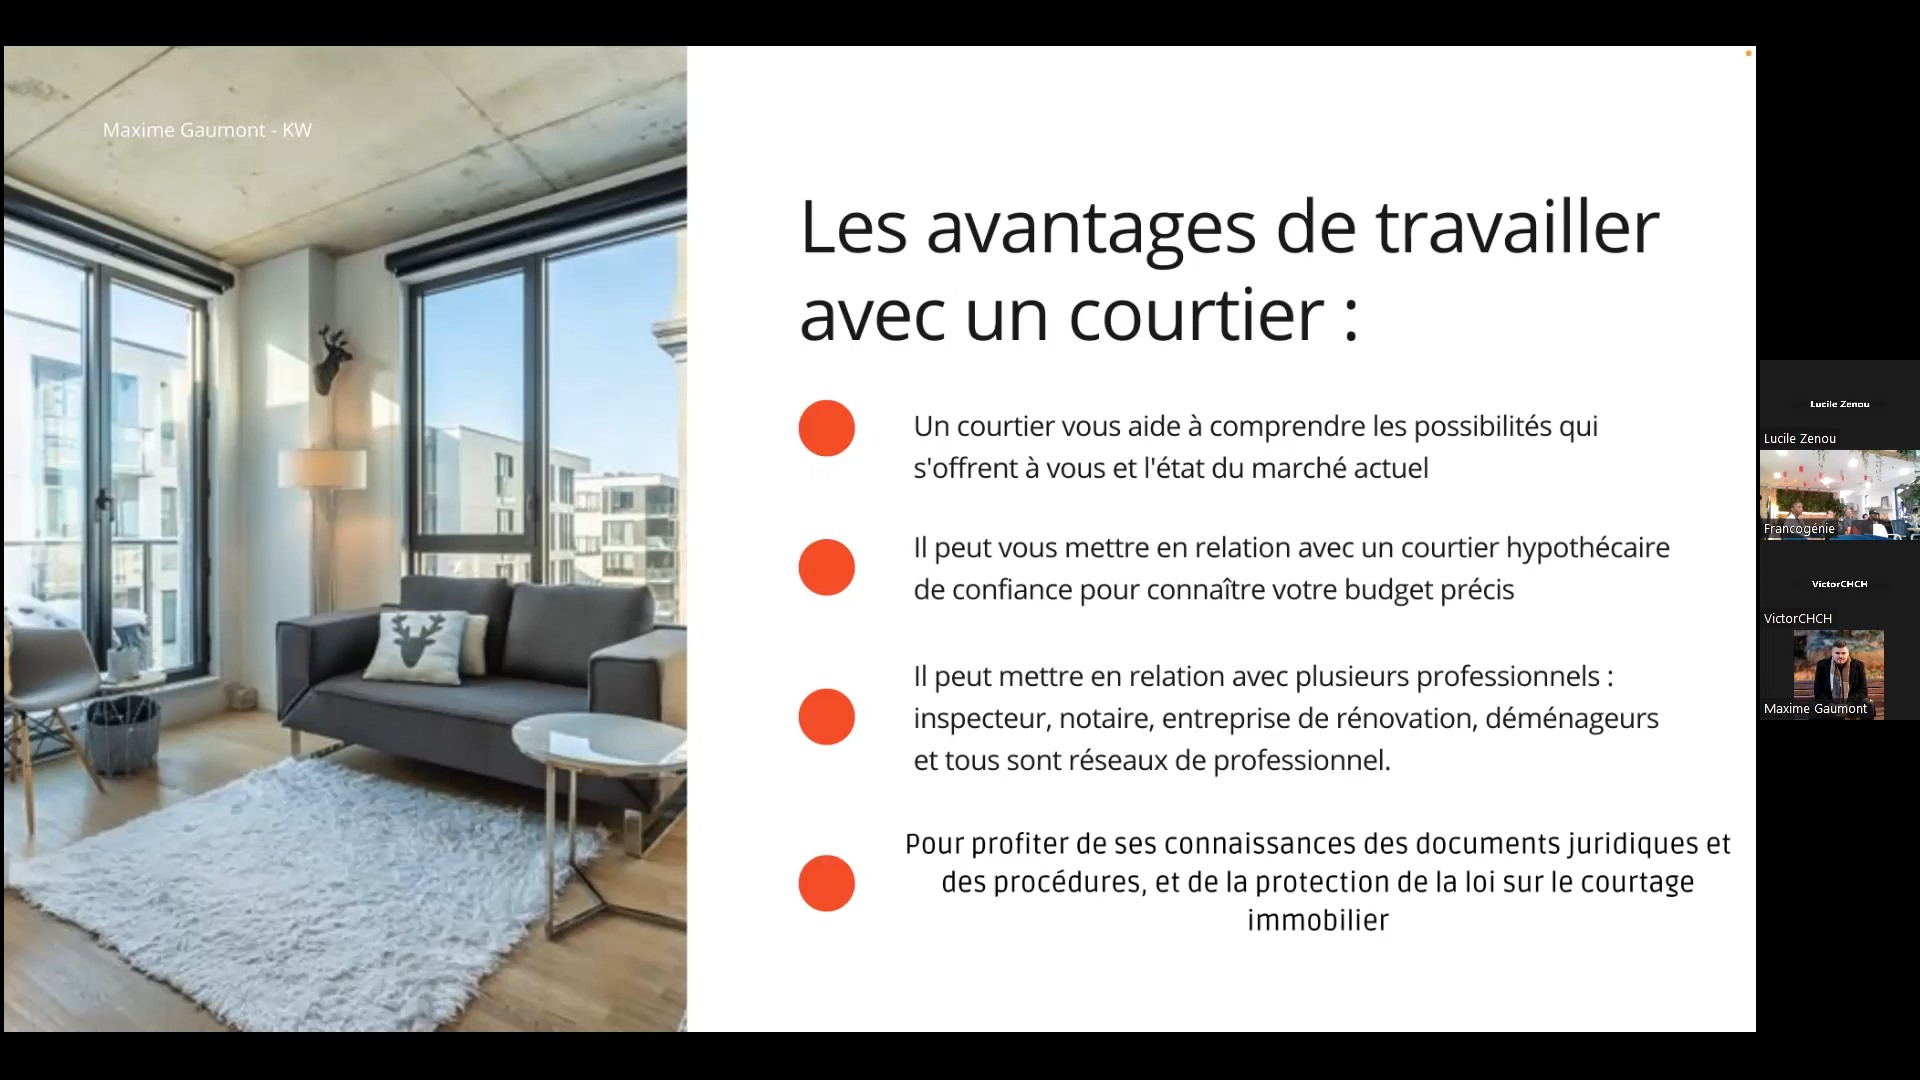 Maxime Gaumont - KW
Les avantages de travailler
avec un courtier :
Un courtier vous aide à comprendre les possibilités qui
s'offrent à vous et l'état du marché actuel
Il peut vous mettre en relation avec un courtier hypothécaire
de confiance pour connaître votre budget précis
Il peut mettre en relation avec plusieurs professionnels :
inspecteur, notaire, entreprise de rénovation, déménageurs
et tous sont réseaux de professionnel.
Pour profiter de ses connaissances des documents juridiques et
des procédures, et de la protection de la loi sur le courtage
immobilier
Lucile Zenou
Lucile Zenou
Francogénie
VictorCHCH
VictorCHCH
Maxime Gaumont